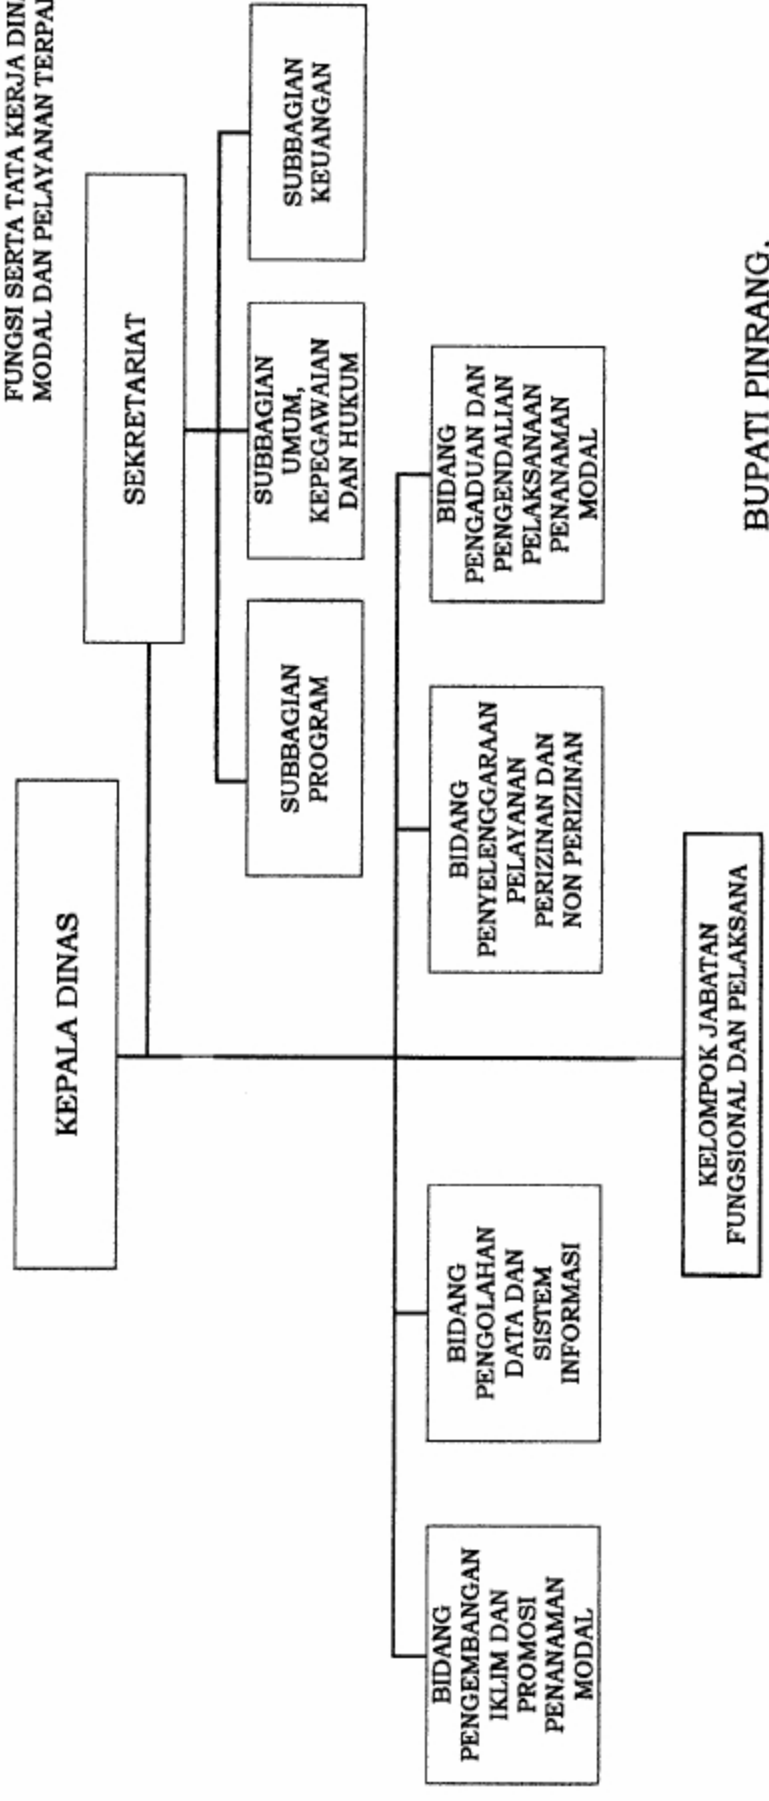 FUNGSI SERTA TATA KERJA
MODAL DAN PELAYANAN
KEPALA DINAS
SEKRETARIAT
SUBBAGIAN
PROGRAM
SUBBAGIAN
UMUM,
KEPEGAWAIAN
DAN HUKUM
SUBBAGIAN
KEUANGAN
BIDANG
PENGEMBANGAN
IKLIM DAN
PROMOSI
PENANAMAN
MODAL
BIDANG
PENGOLAHAN
DATA DAN
SISTEM
INFORMASI
BIDANG
PENYELENGGARAAN
PELAYANAN
PERIZINAN DAN
NON PERIZINAN
BIDANG
PENGADUAN DAN
PENGENDALIAN
PELAKSANAAN
PENANAMAN
MODAL
KELOMPOK JABATAN
FUNGSIONAL DAN PELAKSANA
BUPATI PINRANG,